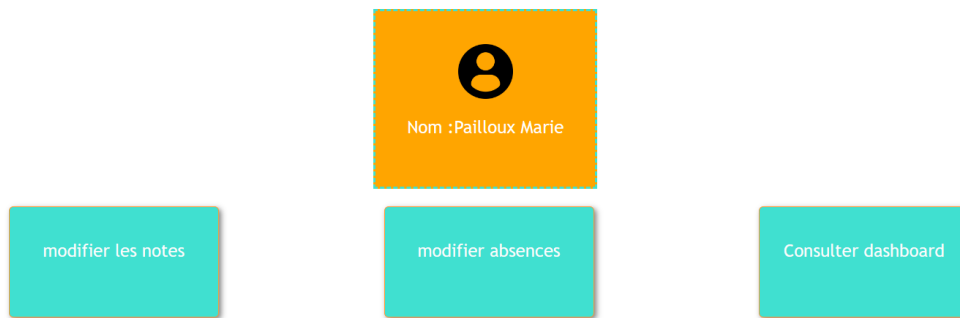 Nom :Pailloux Marie
modifier les notes
modifier absences
Consulter dashboard